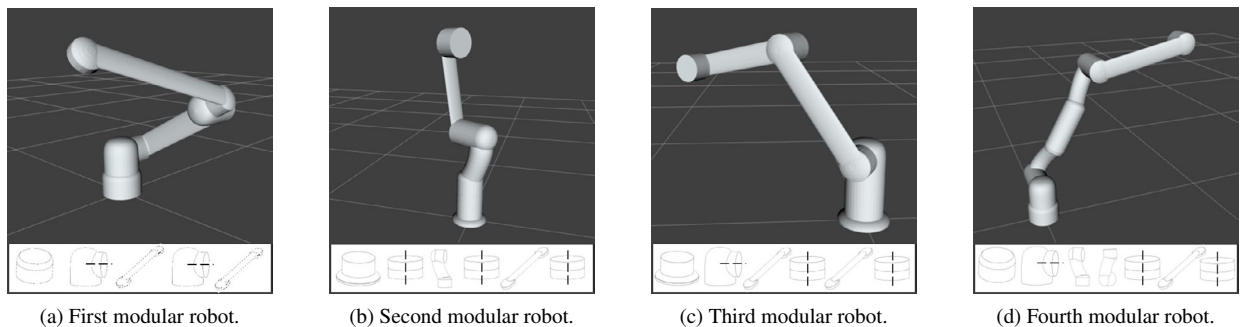 (a) First modular robot.
(b) Second modular robot.
(c) Third modular robot.
(d) Fourth modular robot.